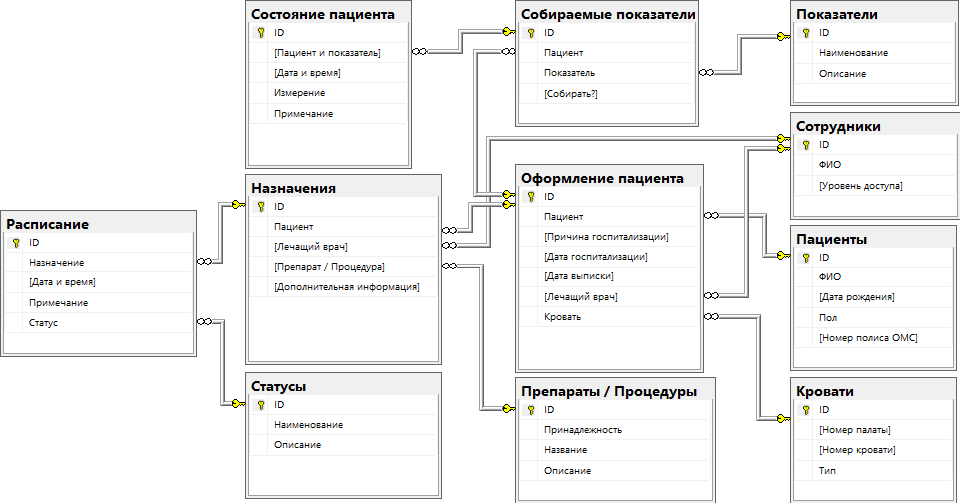 Состояние пациента
ID
[Пациент и показатель]
[Дата и время]
Измерение
Примечание
Собираемые показатели
ID
Пациент
Показатель
[Собирать?]
Показатели
ID
Наименование
Описание
Сотрудники
ID
ФИО
[Уровень доступа]
Расписание
ID
Назначение
[Дата и время]
Примечание
Статус
Назначения
ID
Пациент
[Лечащий врач]
[Препарат / Процедура]
[Дополнительная информация]
Оформление пациента
ID
Пациент
[Причина госпитализации]
[Дата госпитализации]
[Дата выписки]
[Лечащий врач]
Кровать
Пациенты
ID
ФИО
[Дата рождения]
Пол
[Номер полиса ОМС]
Статусы
ID
Наименование
Описание
Препараты / Процедуры
ID
Принадлежность
Название
Описание
Кровати
ID
[Номер палаты]
[Номер кровати]
Тип